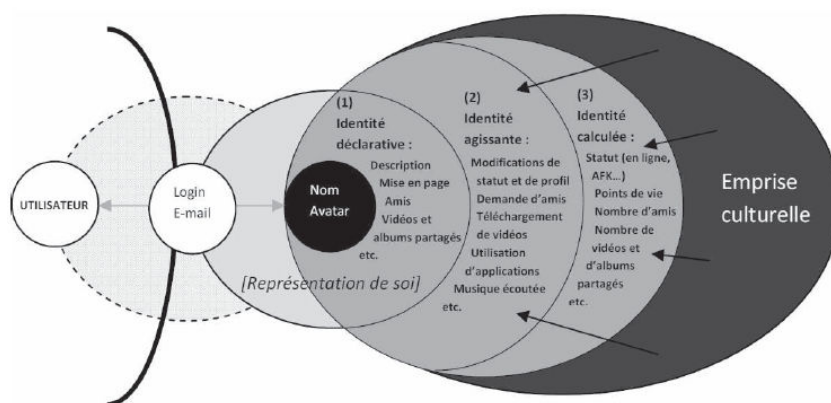 UTILISATEUR
Login
E-mail
Nom
Avatar
(1)
Identité
déclarative :
Description
Mise en page
Amis
Vidéos et
albums partagés
etc.
[Représentation de soi]
(2)
Identité
agissante :
Modifications de
statut et de profil
Demande d'amis
Téléchargement
de vidéos
Utilisation
d'applications
Musique écoutée
etc.
(3)
Identité
calculée :
Statut (en ligne,
AFK...)
Points de vie
Nombre d'amis
Nombre de
vidéos et
d'albums
partagés
etc.
Emprise
culturelle